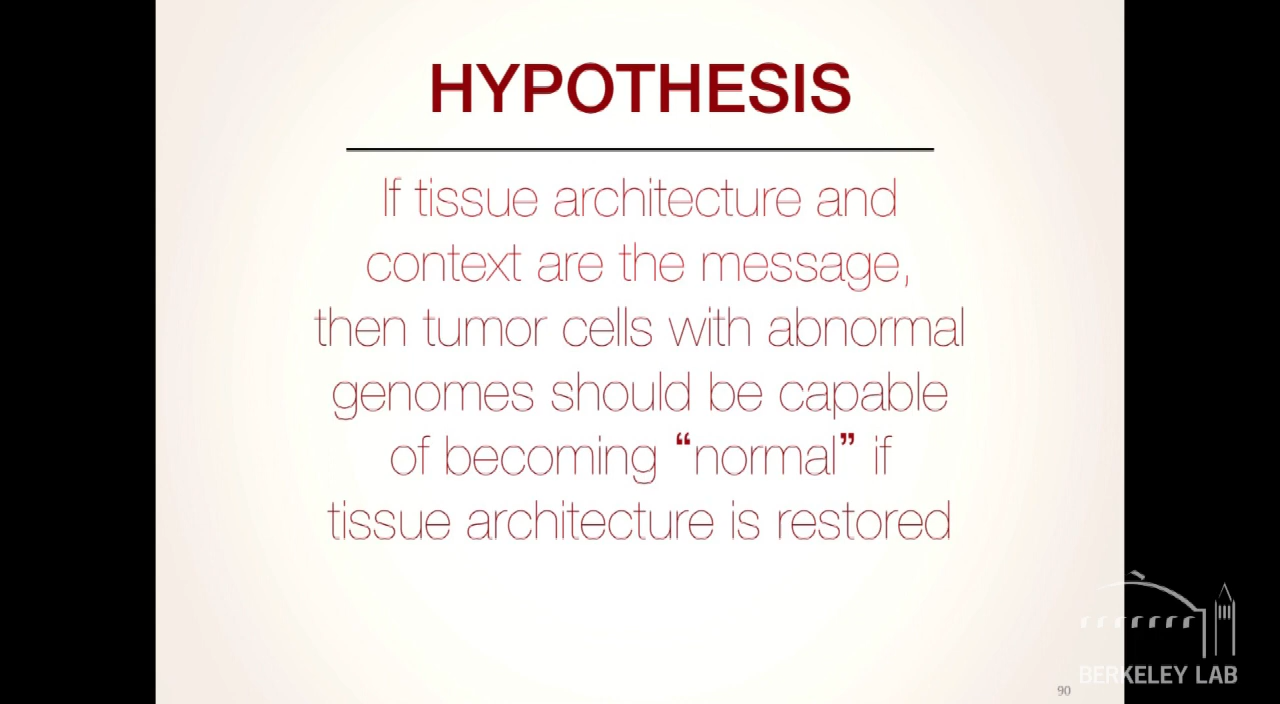 HYPOTHESIS
If tissue architecture and
context are the message,
then tumor cells with abnormal
genomes should be capable
of becoming “normal” if
tissue architecture is restored
BERKELEY LAB
90